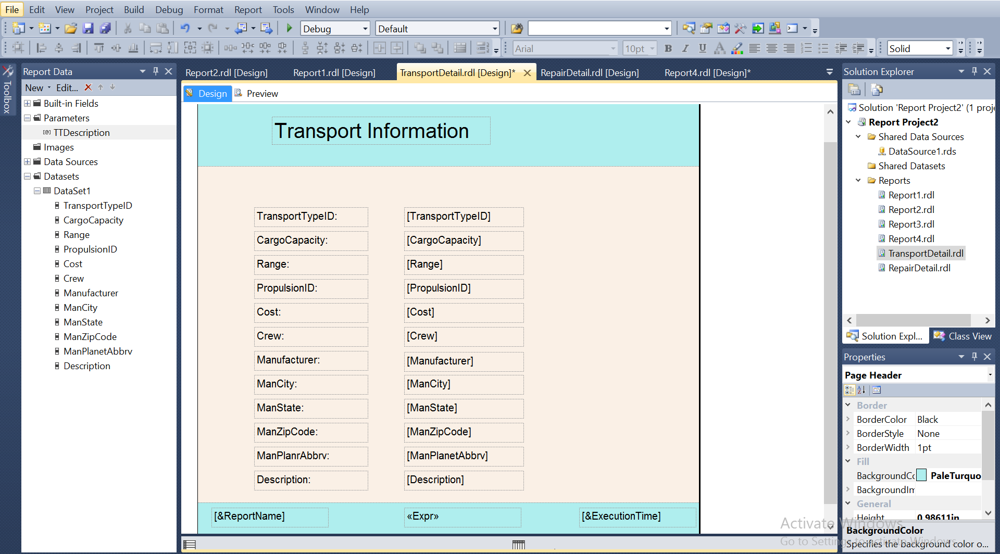 File Edit View Project Build Debug Format Report Tools Window Help
Debug Default
Arial 10pt B I U A Solid
Toolbox
Report Data
New Edit...
Built-in Fields
Parameters
TTDescription
Images
Data Sources
Datasets
DataSet1
TransportTypeID
CargoCapacity
Range
PropulsionID
Cost
Crew
Manufacturer
ManCity
ManState
ManZipCode
ManPlanetAbbrv
Description
Report2.rdl [Design] Report1.rdl [Design] TransportDetail.rdl [Design]* RepairDetail.rdl [Design] Report4.rdl [Design]*
Design Preview
Transport Information
TransportTypeID: [TransportTypeID]
CargoCapacity: [CargoCapacity]
Range: [Range]
PropulsionID: [PropulsionID]
Cost: [Cost]
Crew: [Crew]
Manufacturer: [Manufacturer]
ManCity: [ManCity]
ManState: [ManState]
ManZipCode: [ManZipCode]
ManPlanrAbbrv: [ManPlanetAbbrv]
Description: [Description]
[&ReportName] «Expr» [&ExecutionTime]
Solution Explorer
Solution 'Report Project2' (1 proje
Report Project2
Shared Data Sources
DataSource1.rds
Shared Datasets
Reports
Report1.rdl
Report2.rdl
Report3.rdl
Report4.rdl
TransportDetail.rdl
RepairDetail.rdl
Solution Expl... Class View
Properties
Page Header
Border
BorderColor Black
BorderStyle None
BorderWidth 1pt
Fill
BackgroundCo PaleTurquo
BackgroundIm
General
Height 0.98611in
BackgroundColor
Specifies the background color o...
Activate Windows
Go to Settings to activate Windows.